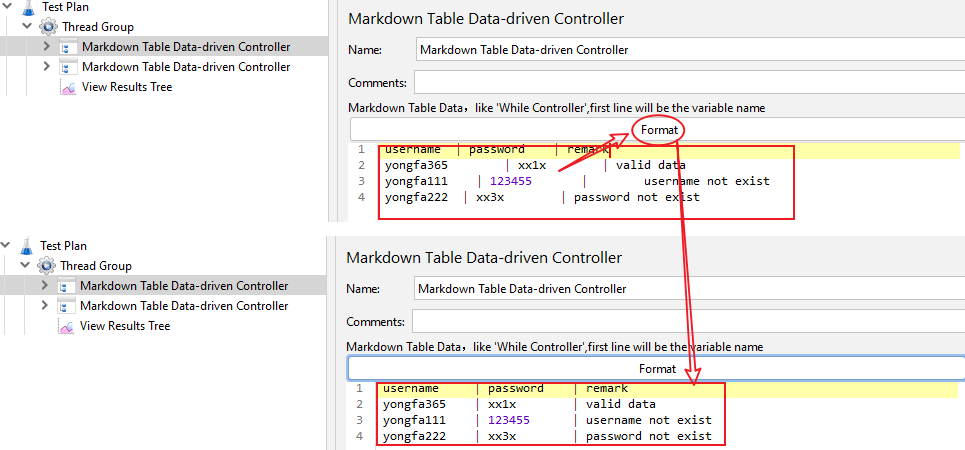 Test Plan
Thread Group
Markdown Table Data-driven Controller
Markdown Table Data-driven Controller
View Results Tree
Markdown Table Data-driven Controller
Name: Markdown Table Data-driven Controller
Comments:
Markdown Table Data，like 'While Controller',first line will be the variable name
Format
1 username | password | remark
2 yongfa365 | xx1x | valid data
3 yongfa111 | 123455 | username not exist
4 yongfa222 | xx3x | password not exist
Test Plan
Thread Group
Markdown Table Data-driven Controller
Markdown Table Data-driven Controller
View Results Tree
Markdown Table Data-driven Controller
Name: Markdown Table Data-driven Controller
Comments:
Markdown Table Data，like 'While Controller',first line will be the variable name
Format
1 username | password | remark
2 yongfa365 | xx1x | valid data
3 yongfa111 | 123455 | username not exist
4 yongfa222 | xx3x | password not exist